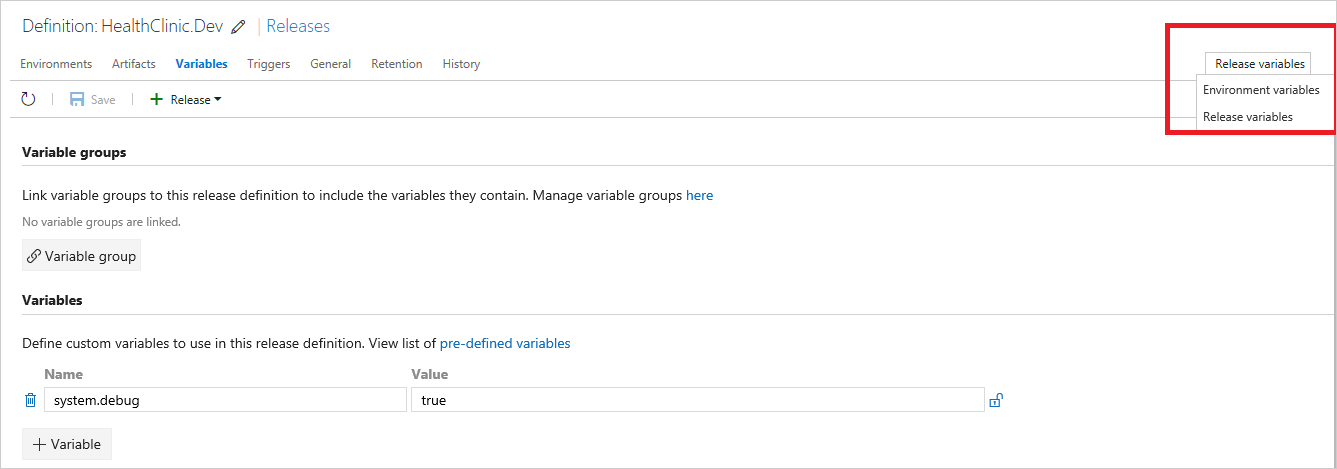 Definition: HealthClinic.Dev | Releases
Environments Artifacts Variables Triggers General Retention History
Release variables
Environment variables
Release variables
Save Release
Variable groups
Link variable groups to this release definition to include the variables they contain. Manage variable groups here
No variable groups are linked.
Variable group
Variables
Define custom variables to use in this release definition. View list of pre-defined variables
Name Value
system.debug true
+ Variable